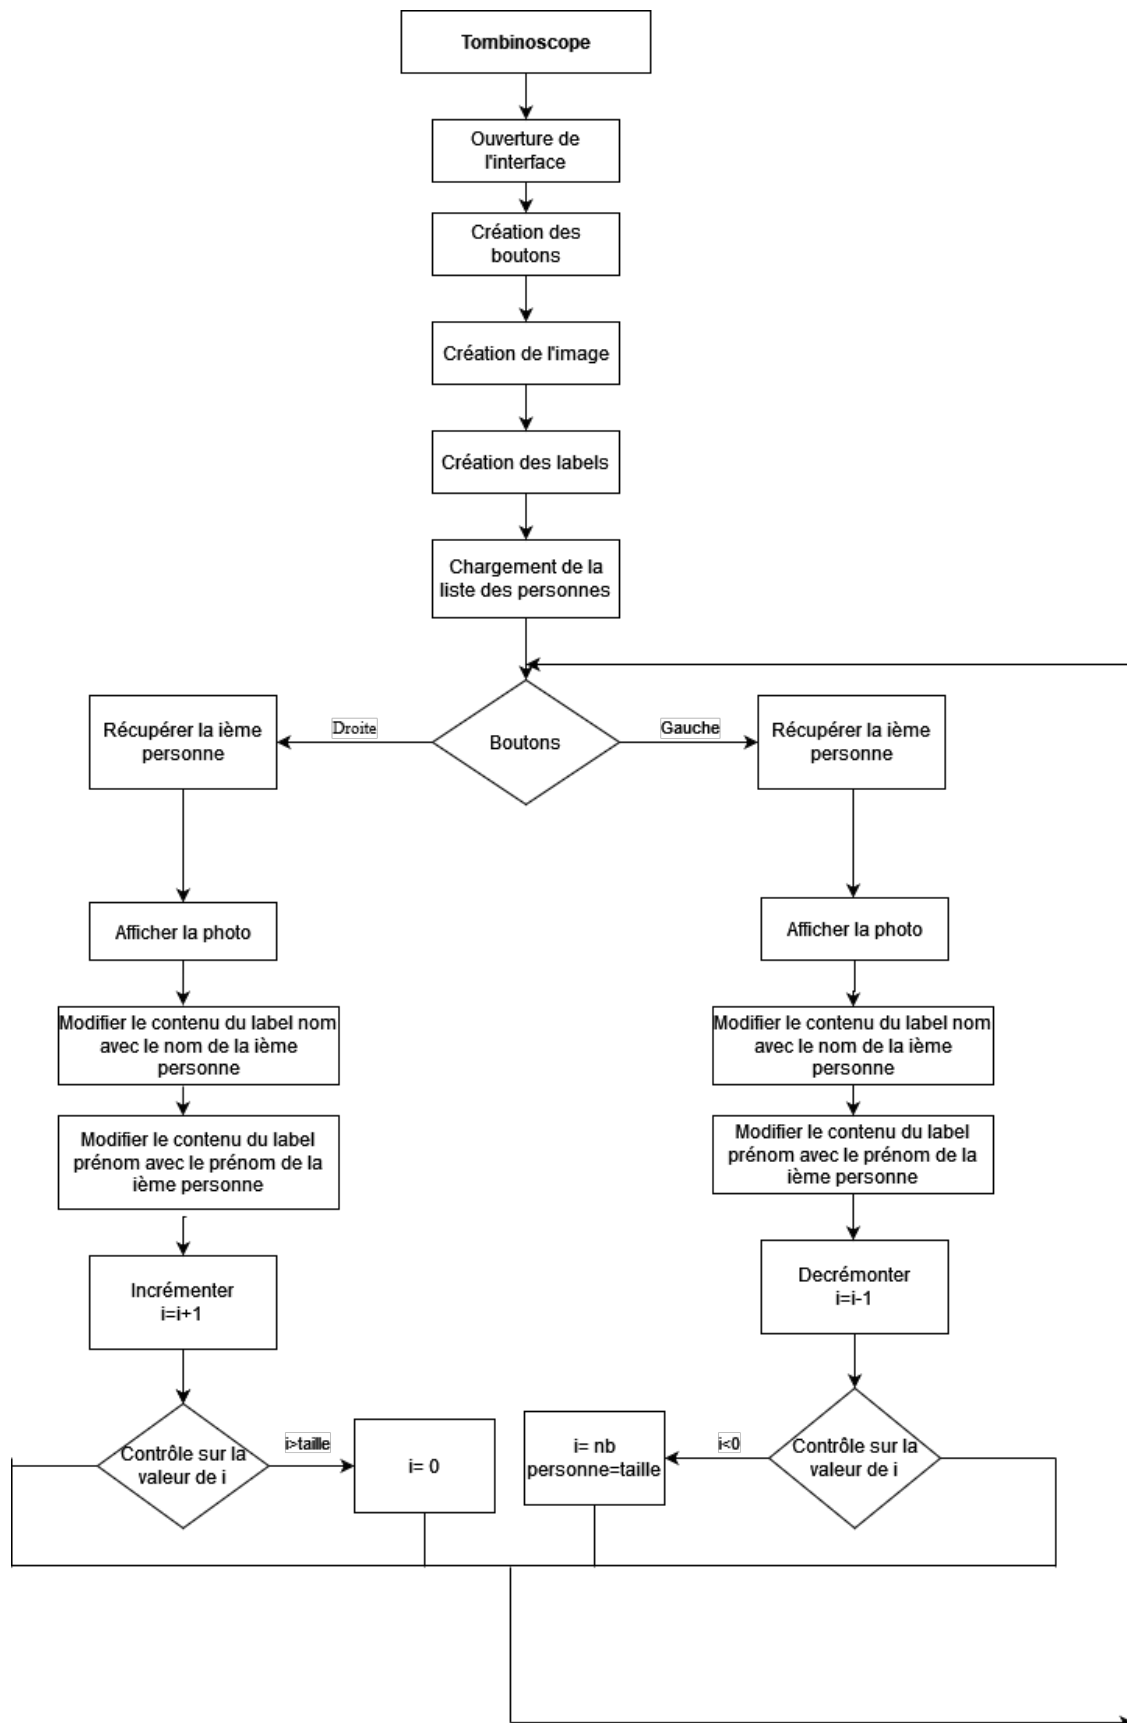 Tombinoscope
Ouverture de
l'interface
Création des
boutons
Création de l'image
Création des labels
Chargement de la
liste des personnes
Boutons
Droite
Gauche
Récupérer la ième
personne
Récupérer la ième
personne
Afficher la photo
Afficher la photo
Modifier le contenu du label nom
avec le nom de la ième
personne
Modifier le contenu du label nom
avec le nom de la ième
personne
Modifier le contenu du label
prénom avec le prénom de la
ième personne
Modifier le contenu du label
prénom avec le prénom de la
ième personne
Incrémenter
i=i+1
Decrémonter
i=i-1
Contrôle sur la
valeur de i
i>taille
i= 0
i= nb
personne=taille
i<0
Contrôle sur la
valeur de i